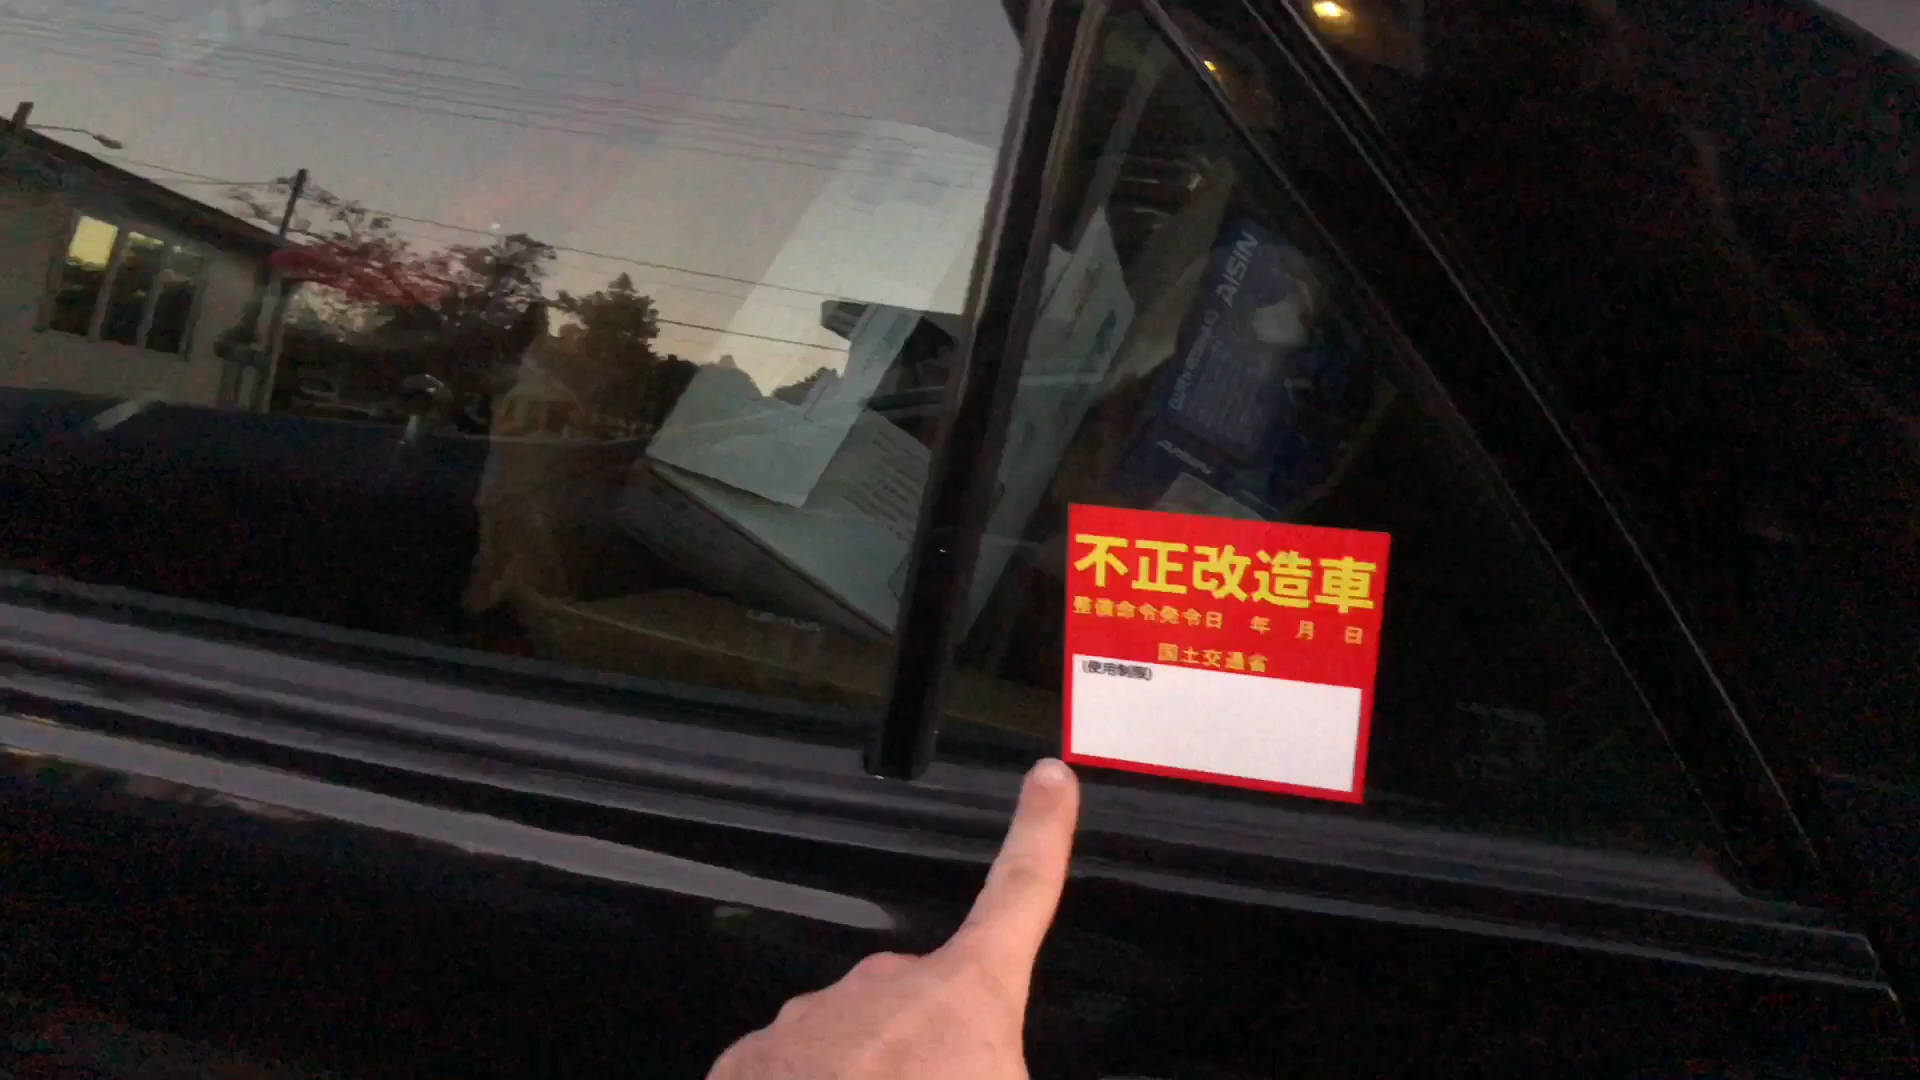 AISIN
不正改造車
整備命令発令日 年 月 日
国土交通省
(使用制限)